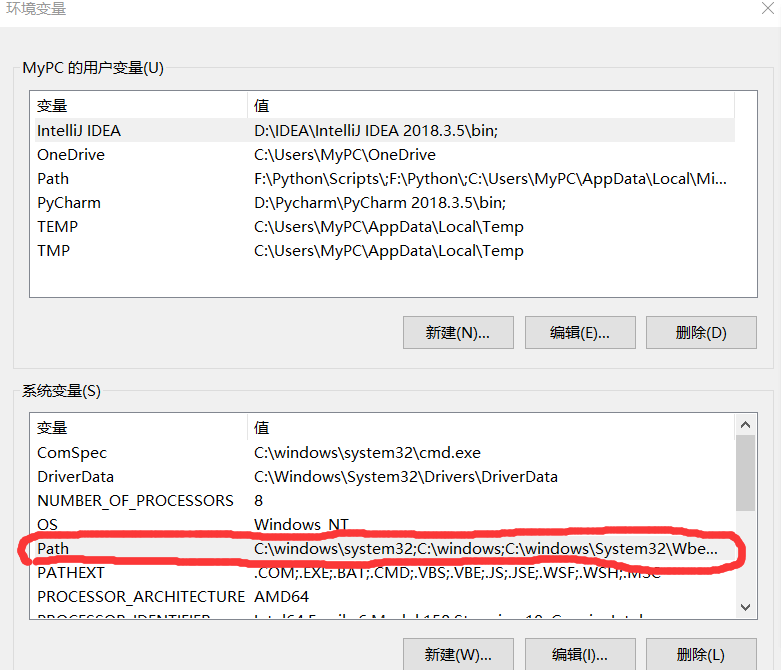 环境变量
MyPC 的用户变量(U)
变量 值
IntelliJ IDEA D:\IDEA\IntelliJ IDEA 2018.3.5\bin;
OneDrive C:\Users\MyPC\OneDrive
Path F:\Python\Scripts\;F:\Python\;C:\Users\MyPC\AppData\Local\Mi...
PyCharm D:\Pycharm\PyCharm 2018.3.5\bin;
TEMP C:\Users\MyPC\AppData\Local\Temp
TMP C:\Users\MyPC\AppData\Local\Temp
新建(N)... 编辑(E)... 删除(D)
系统变量(S)
变量 值
ComSpec C:\windows\system32\cmd.exe
DriverData C:\Windows\System32\Drivers\DriverData
NUMBER_OF_PROCESSORS 8
OS Windows_NT
Path C:\windows\system32;C:\windows;C:\windows\System32\Wbe...
PATHEXT .COM;.EXE;.BAT;.CMD;.VBS;.VBE;.JS;.JSE;.WSF;.WSH;.MSC
PROCESSOR_ARCHITECTURE AMD64
新建(W)... 编辑(I)... 删除(L)